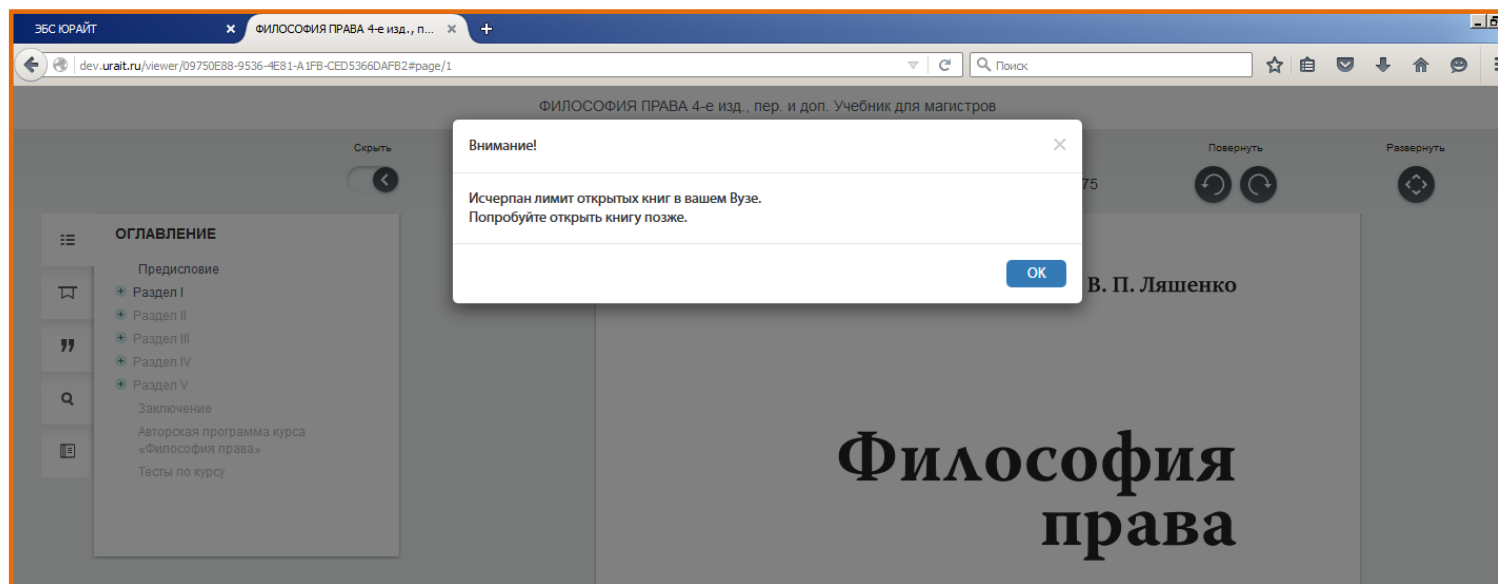 ЭБС ЮРАЙТ
ФИЛОСОФИЯ ПРАВА 4-е изд., п...
dev.urait.ru/viewer/09750E88-9536-4E81-A1FB-CED5366DAFB2#page/1
Поиск
ФИЛОСОФИЯ ПРАВА 4-е изд., пер. и доп. Учебник для магистров
Скрыть
Внимание!
Исчерпан лимит открытых книг в вашем Вузе.
Попробуйте открыть книгу позже.
OK
75
Повернуть
Развернуть
ОГЛАВЛЕНИЕ
Предисловие
Раздел I
Раздел II
Раздел III
Раздел IV
Раздел V
Заключение
Авторская программа курса
«Философия права»
Тесты по курсу
В. П. Ляшенко
Философия
права